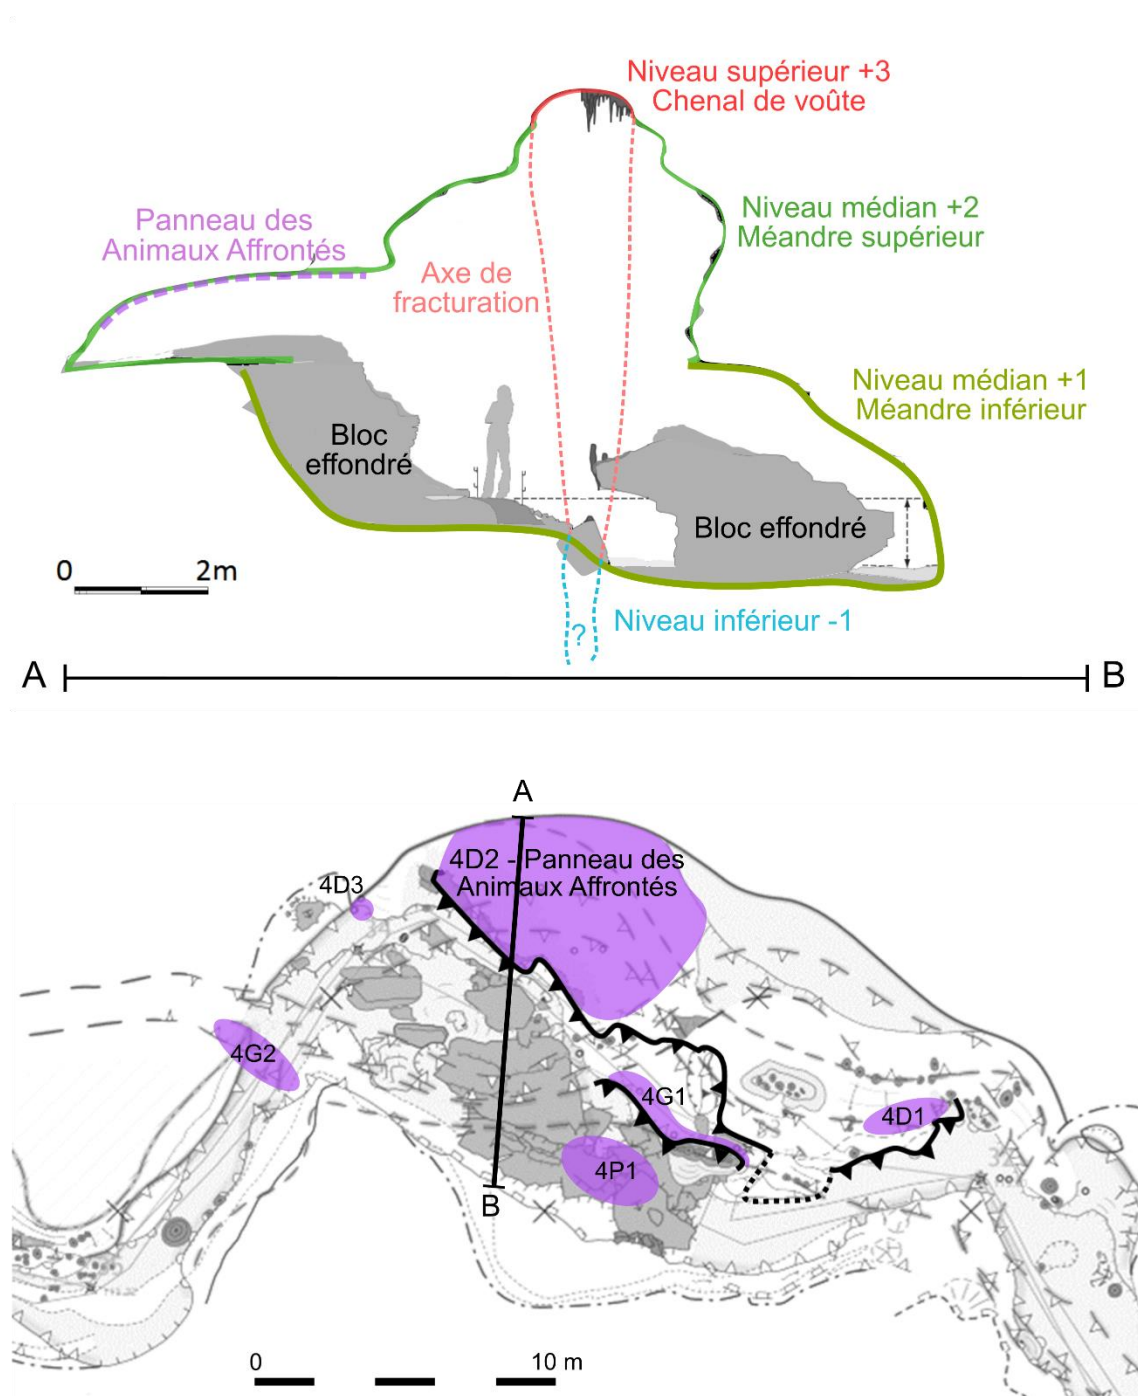 Niveau supérieur +3
Chenal de voûte
Panneau des
Animaux Affrontés
Niveau médian +2
Méandre supérieur
Axe de
fracturation
Niveau médian +1
Méandre inférieur
Bloc
effondré
Bloc effondré
0 2m
?
Niveau inférieur -1
A B
A
4D2 - Panneau des
Animaux Affrontés
4D3
4G2
4G1
4D1
4P1
B
0 10 m